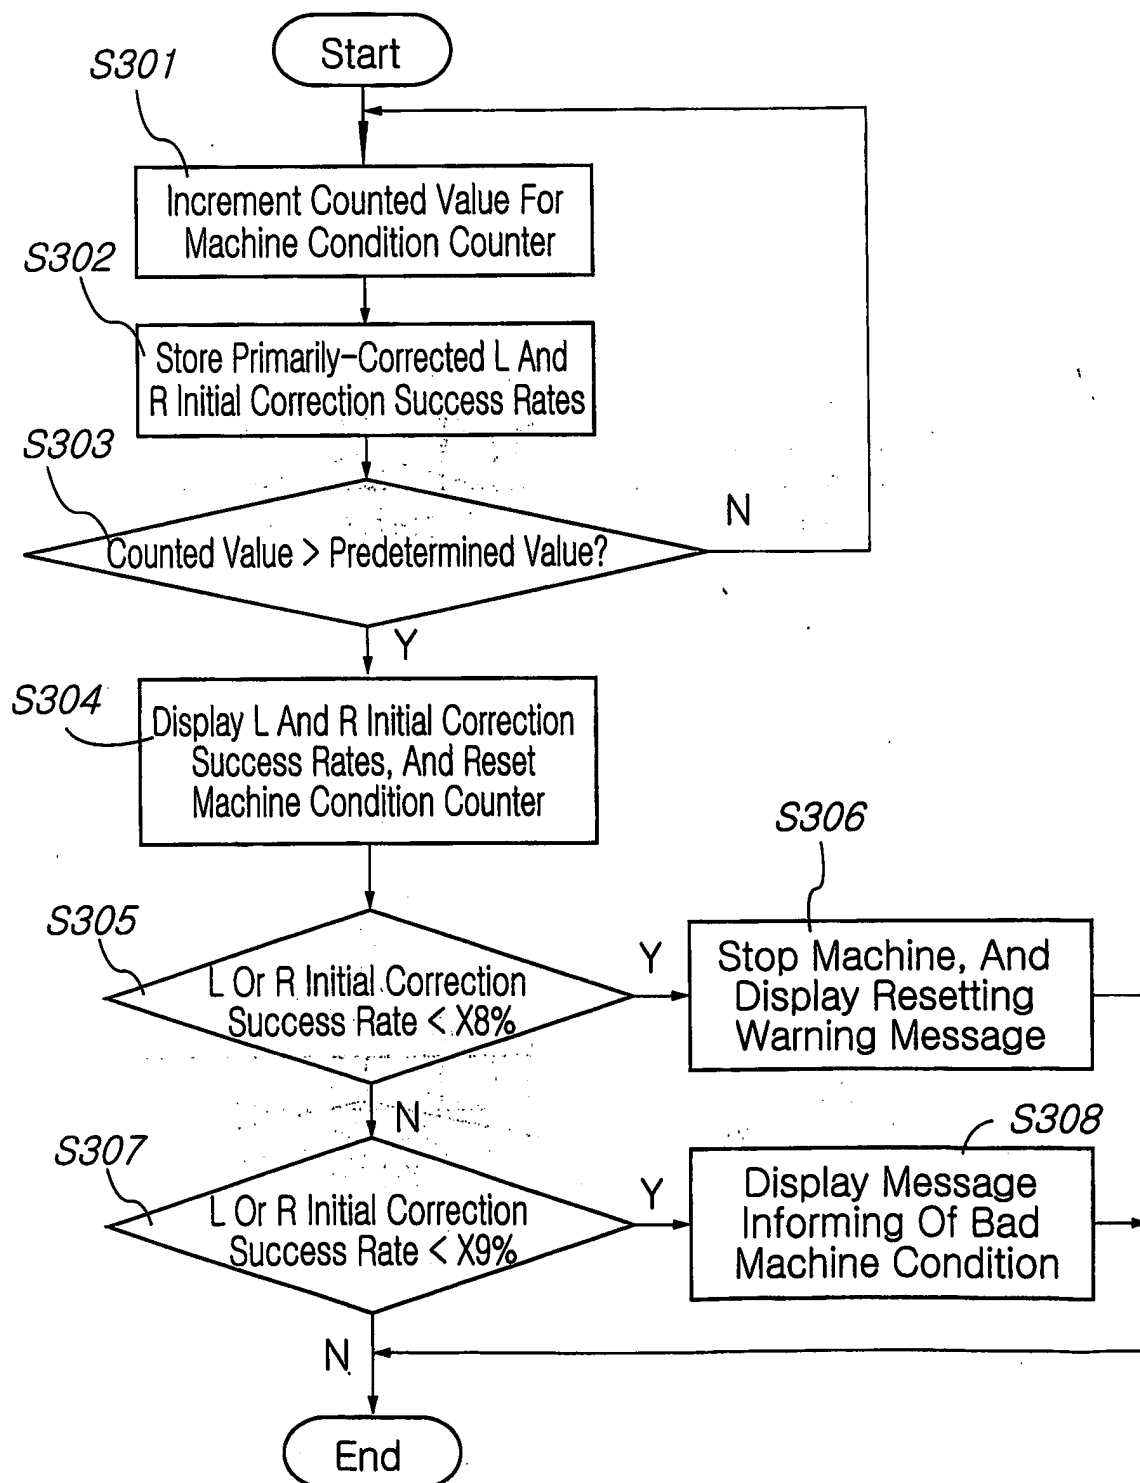 Start
S301
Increment Counted Value For
Machine Condition Counter
S302
Store Primarily-Corrected L And
R Initial Correction Success Rates
S303
Counted Value > Predetermined Value?
N
Y
S304
Display L And R Initial Correction
Success Rates, And Reset
Machine Condition Counter
S305
L Or R Initial Correction
Success Rate < X8%
Y
S306
Stop Machine, And
Display Resetting
Warning Message
N
S307
L Or R Initial Correction
Success Rate < X9%
Y
S308
Display Message
Informing Of Bad
Machine Condition
N
End